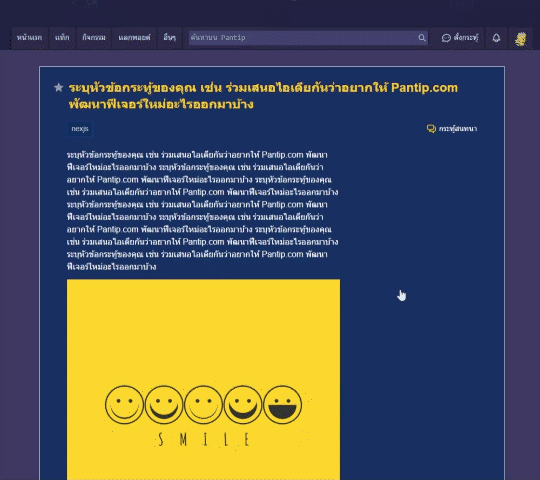 หน้าแรก แท็ก กิจกรรม แลกพอยต์ อื่นๆ ค้นหาบน Pantip ตั้งกระทู้
ระบุหัวข้อกระทู้ของคุณ เช่น ร่วมเสนอไอเดียกันว่าอยากให้ Pantip.com
พัฒนาฟีเจอร์ใหม่อะไรออกมาบ้าง
nexjs กระทู้สนทนา
ระบุหัวข้อกระทู้ของคุณ เช่น ร่วมเสนอไอเดียกันว่าอยากให้ Pantip.com พัฒนา
ฟีเจอร์ใหม่อะไรออกมาบ้าง ระบุหัวข้อกระทู้ของคุณ เช่น ร่วมเสนอไอเดียกันว่า
อยากให้ Pantip.com พัฒนาฟีเจอร์ใหม่อะไรออกมาบ้าง ระบุหัวข้อกระทู้ของคุณ
เช่น ร่วมเสนอไอเดียกันว่าอยากให้ Pantip.com พัฒนาฟีเจอร์ใหม่อะไรออกมาบ้าง
ระบุหัวข้อกระทู้ของคุณ เช่น ร่วมเสนอไอเดียกันว่าอยากให้ Pantip.com พัฒนา
ฟีเจอร์ใหม่อะไรออกมาบ้าง ระบุหัวข้อกระทู้ของคุณ เช่น ร่วมเสนอไอเดียกันว่า
อยากให้ Pantip.com พัฒนาฟีเจอร์ใหม่อะไรออกมาบ้าง ระบุหัวข้อกระทู้ของคุณ
เช่น ร่วมเสนอไอเดียกันว่าอยากให้ Pantip.com พัฒนาฟีเจอร์ใหม่อะไรออกมาบ้าง
ระบุหัวข้อกระทู้ของคุณ เช่น ร่วมเสนอไอเดียกันว่าอยากให้ Pantip.com พัฒนา
ฟีเจอร์ใหม่อะไรออกมาบ้าง
SMILE